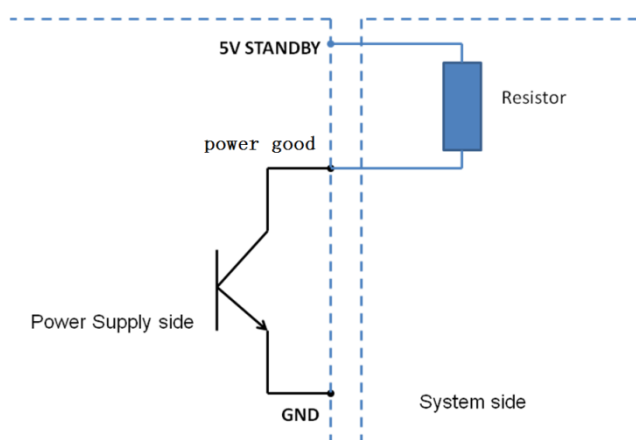 5V STANDBY
Resistor
power good
Power Supply side
System side
GND